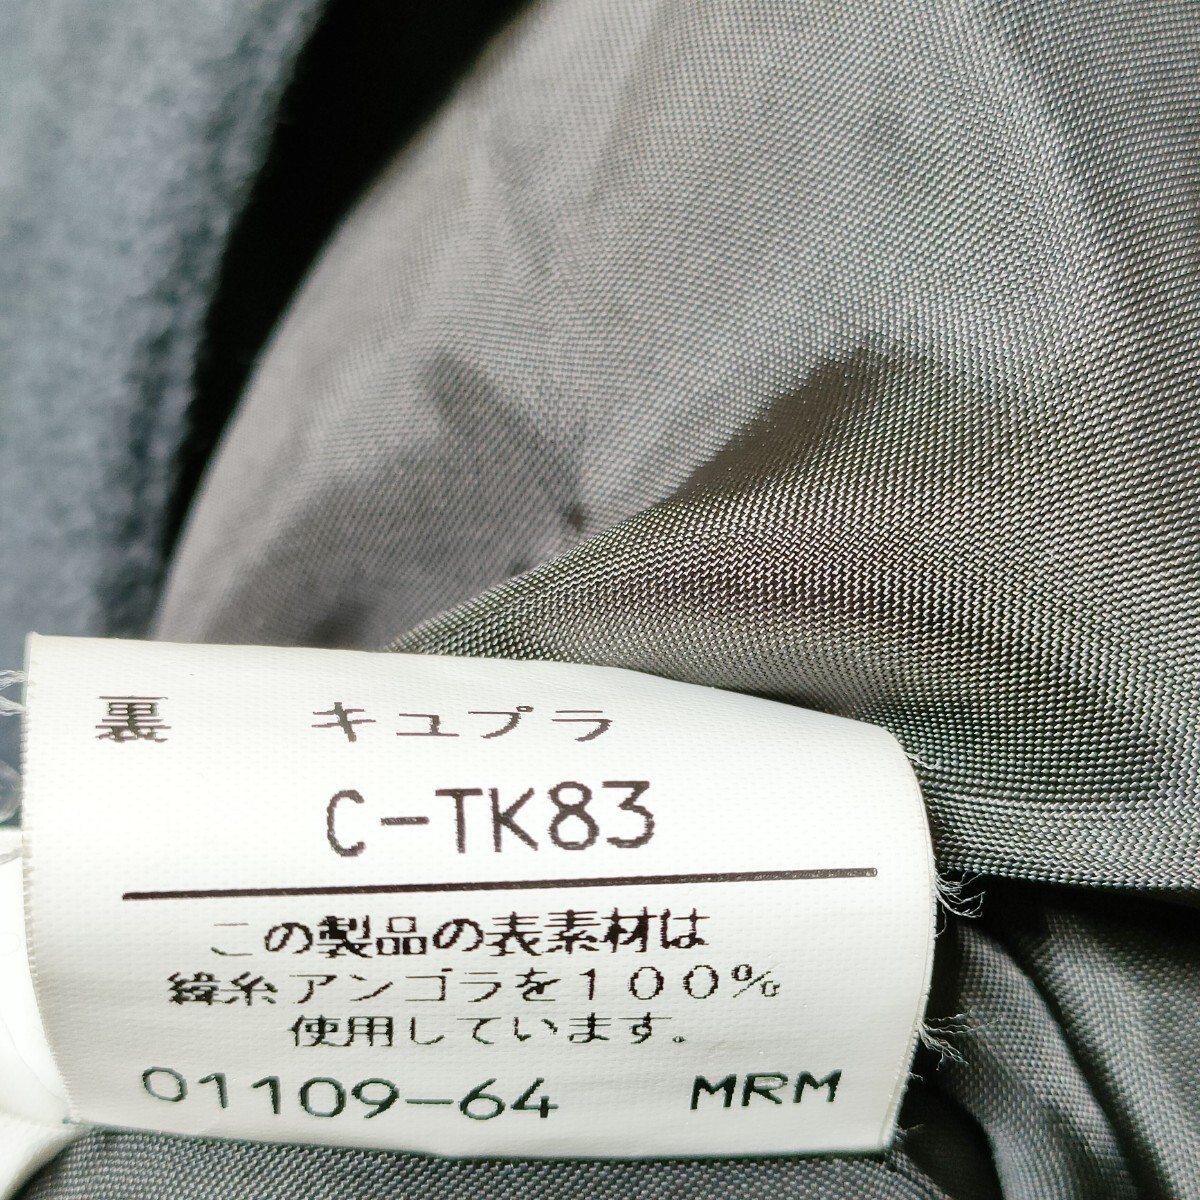 裏 キュプラ
C-TK83
この製品の表素材は
緯糸アンゴラを100%
使用しています。
01109-64 MRM